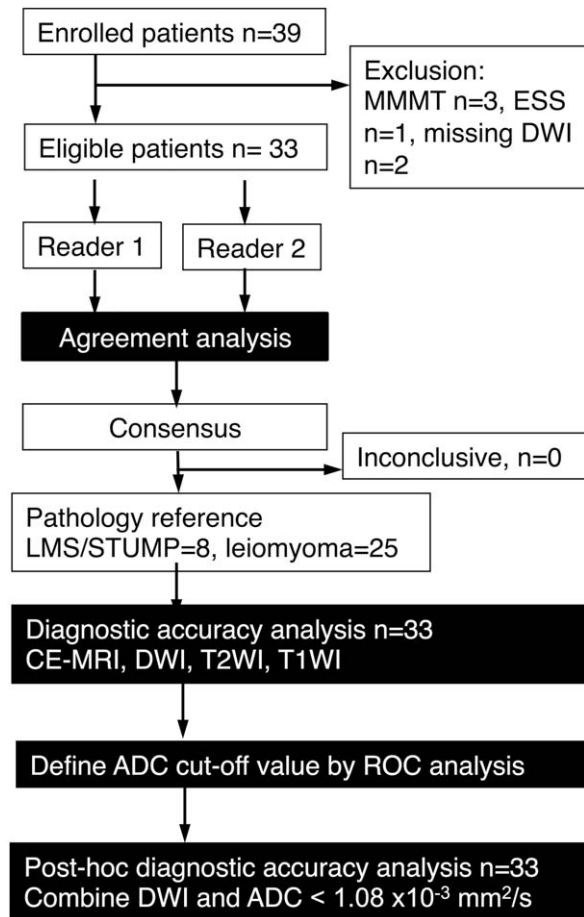 Enrolled patients n=39
Exclusion:
MMMT n=3, ESS
n=1, missing DWI
n=2
Eligible patients n= 33
Reader 1
Reader 2
Agreement analysis
Consensus
Inconclusive, n=0
Pathology reference
LMS/STUMP=8, leiomyoma=25
Diagnostic accuracy analysis n=33
CE-MRI, DWI, T2WI, T1WI
Define ADC cut-off value by ROC analysis
Post-hoc diagnostic accuracy analysis n=33
Combine DWI and ADC < 1.08 x10⁻³ mm²/s